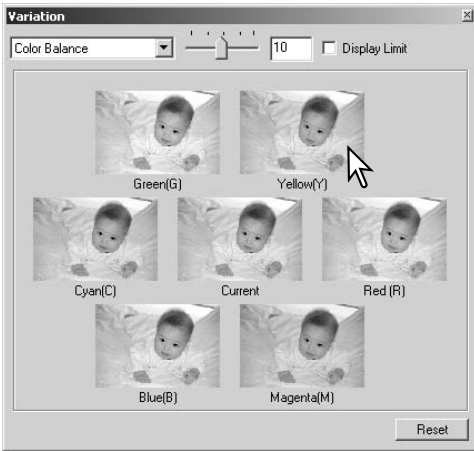 Variation
Color Balance 10 Display Limit
Green(G) Yellow(Y)
Cyan(C) Current Red (R)
Blue(B) Magenta(M)
Reset